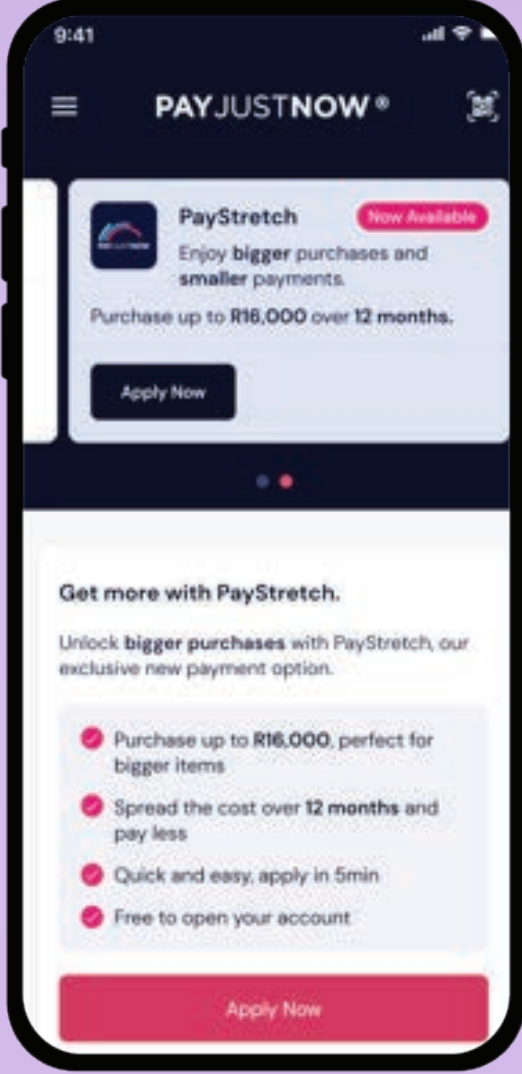 9:41
PAYJUSTNOW®
PayStretch
Now Available
Enjoy bigger purchases and
smaller payments.
Purchase up to R16,000 over 12 months.
Apply Now
Get more with PayStretch.
Unlock bigger purchases with PayStretch, our
exclusive new payment option.
Purchase up to R16,000, perfect for
bigger items
Spread the cost over 12 months and
pay less
Quick and easy, apply in 5min
Free to open your account
Apply Now